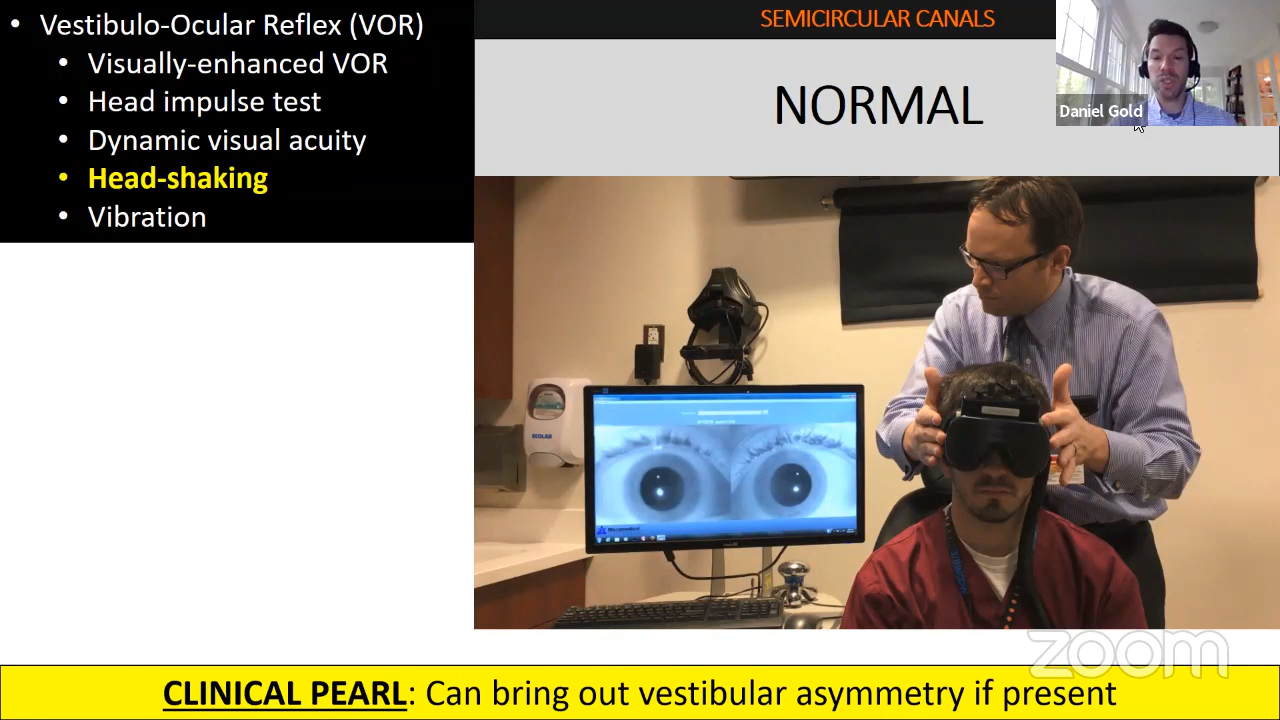 • Vestibulo-Ocular Reflex (VOR)
• Visually-enhanced VOR
• Head impulse test
• Dynamic visual acuity
• Head-shaking
• Vibration
SEMICIRCULAR CANALS
NORMAL
Daniel Gold
ECOLAB
zoom
CLINICAL PEARL: Can bring out vestibular asymmetry if present